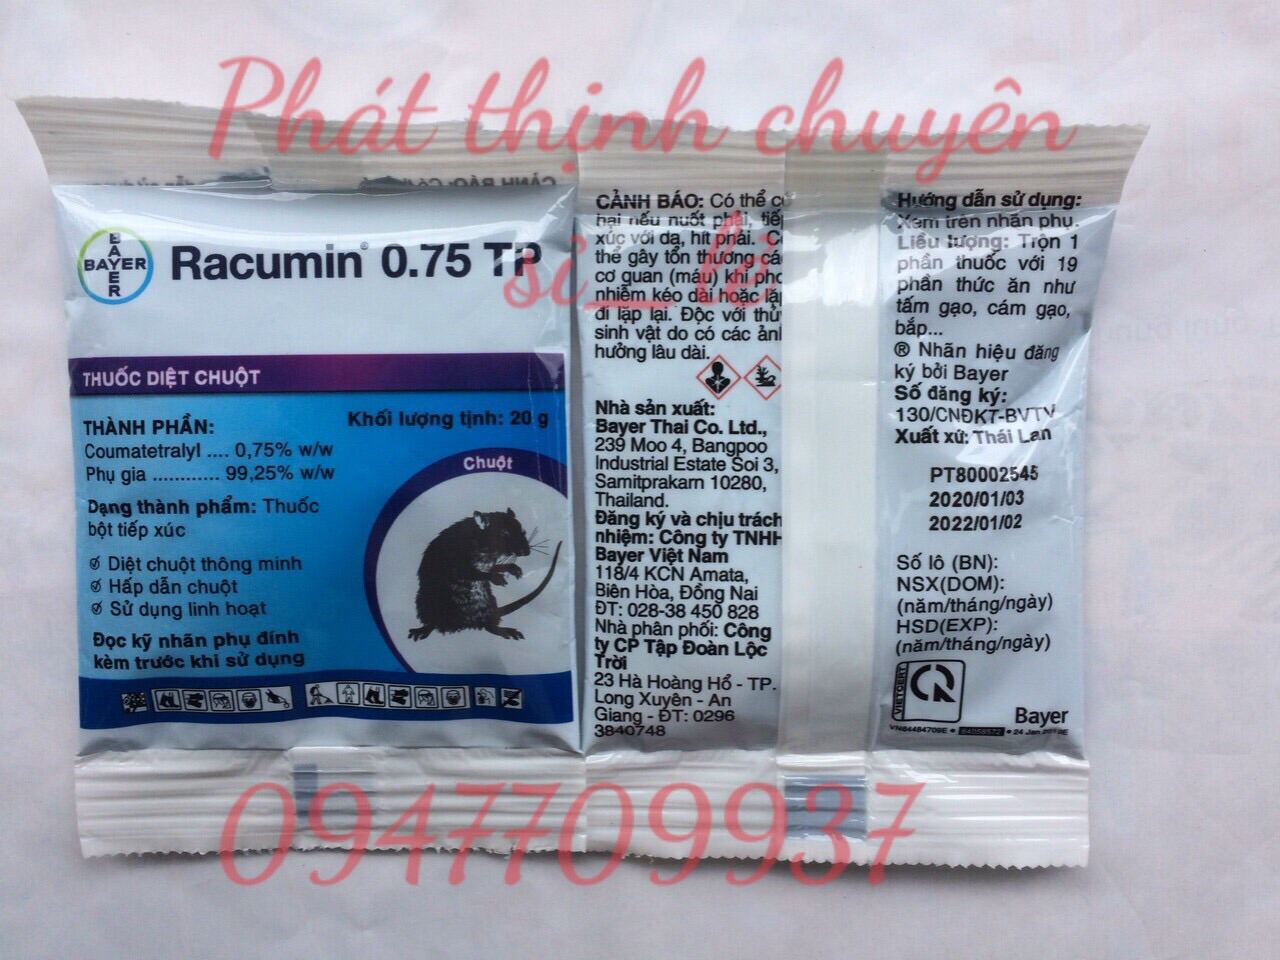 Phát thịnh chuyên
sỉ__lẻ
BAYER
BAYER
Racumin® 0.75 TP
THUỐC DIỆT CHUỘT
THÀNH PHẦN:
Khối lượng tịnh: 20 g
Coumatetralyl .... 0,75% w/w
Phụ gia ............ 99,25% w/w
Chuột
Dạng thành phẩm: Thuốc
bột tiếp xúc
Diệt chuột thông minh
Hấp dẫn chuột
Sử dụng linh hoạt
Đọc kỹ nhãn phụ đính
kèm trước khi sử dụng
CẢNH BÁO: Có thể
hại nếu nuốt phải, tiếp
xúc với da, hít phải.
thể gây tổn thương các
cơ quan (máu) khi
nhiễm kéo dài hoặc
đi lặp lại. Độc với
sinh vật do có các
hưởng lâu dài.
Nhà sản xuất:
Bayer Thai Co. Ltd.,
239 Moo 4, Bangpoo
Industrial Estate Soi 3,
Samitprakarn 10280,
Thailand.
Đăng ký và chịu trách
nhiệm: Công ty TNHH
Bayer Việt Nam
118/4 KCN Amata,
Biên Hòa, Đồng Nai
ĐT: 028-38 450 828
Nhà phân phối: Công
ty CP Tập Đoàn Lộc
Trời
23 Hà Hoàng Hổ - TP.
Long Xuyên - An
Giang - ĐT: 0296
3840748
Hướng dẫn sử dụng:
Xem trên nhãn phụ.
Liều lượng: Trộn 1
phần thuốc với 19
phần thức ăn như
tấm gạo, cám gạo,
bắp...
® Nhãn hiệu đăng
ký bởi Bayer
Số đăng ký:
130/CNĐKT-BVTV
Xuất xứ: Thái Lan
PT80002545
2020/01/03
2022/01/02
Số lô (BN):
NSX(DOM):
(năm/tháng/ngày)
HSD(EXP):
(năm/tháng/ngày)
VIETCERT
Bayer
0947709937